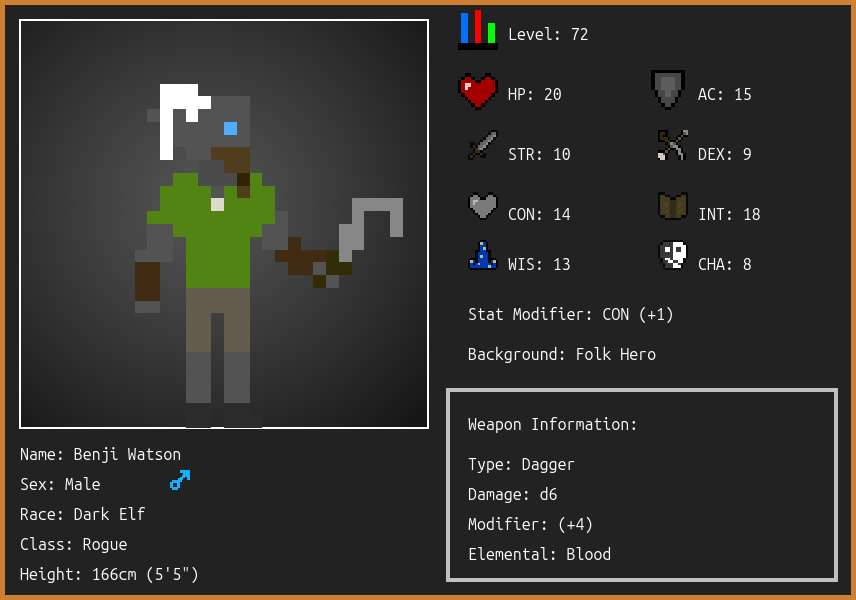 Level: 72
HP: 20
AC: 15
STR: 10
DEX: 9
CON: 14
INT: 18
WIS: 13
CHA: 8
Stat Modifier: CON (+1)
Background: Folk Hero
Weapon Information:
Type: Dagger
Damage: d6
Modifier: (+4)
Elemental: Blood
Name: Benji Watson
Sex: Male
Race: Dark Elf
Class: Rogue
Height: 166cm (5'5")